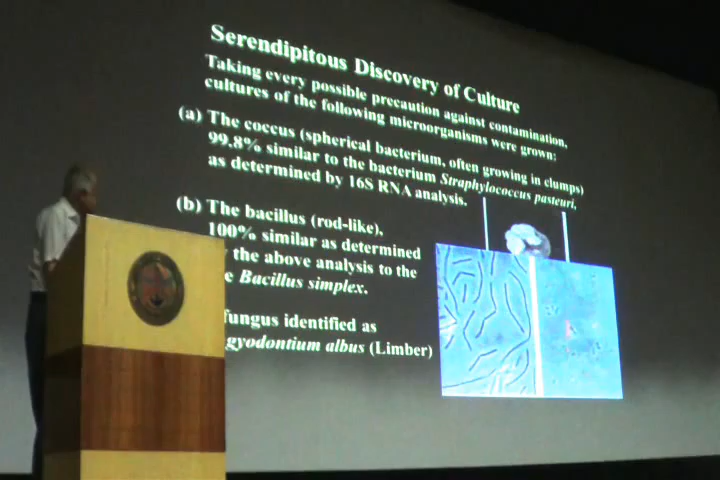 Serendipitous Discovery of Culture
Taking every possible precaution against contamination,
cultures of the following microorganisms were grown:
(a) The coccus (spherical bacterium, often growing in clumps)
99.8% similar to the bacterium Straphylococcus pasteuri,
as determined by 16S RNA analysis.
(b) The bacillus (rod-like),
100% similar as determined
the above analysis to the
e Bacillus simplex.
fungus identified as
gyodontium albus (Limber)